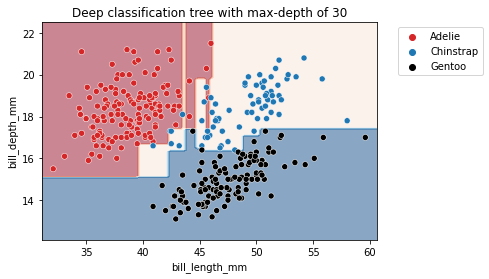 Deep classification tree with max-depth of 30
Adelie
Chinstrap
Gentoo
bill_depth_mm
22
20
18
16
14
35
40
45
50
55
60
bill_length_mm